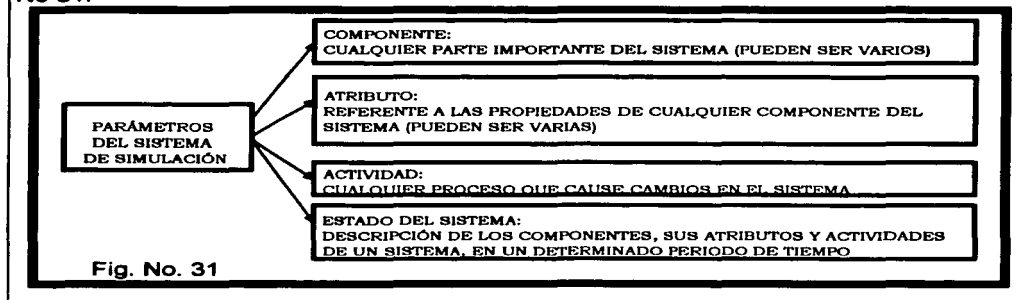 COMPONENTE:
CUALQUIER PARTE IMPORTANTE DEL SISTEMA (PUEDEN SER VARIOS)
ATRIBUTO:
REFERENTE A LAS PROPIEDADES DE CUALQUIER COMPONENTE DEL
SISTEMA (PUEDEN SER VARIAS)
PARÁMETROS
DEL SISTEMA
DE SIMULACIÓN
ACTIVIDAD:
CUALQUIER PROCESO QUE CAUSE CAMBIOS EN EL SISTEMA
ESTADO DEL SISTEMA:
DESCRIPCIÓN DE LOS COMPONENTES, SUS ATRIBUTOS Y ACTIVIDADES
DE UN SISTEMA, EN UN DETERMINADO PERIODO DE TIEMPO
Fig. No. 31